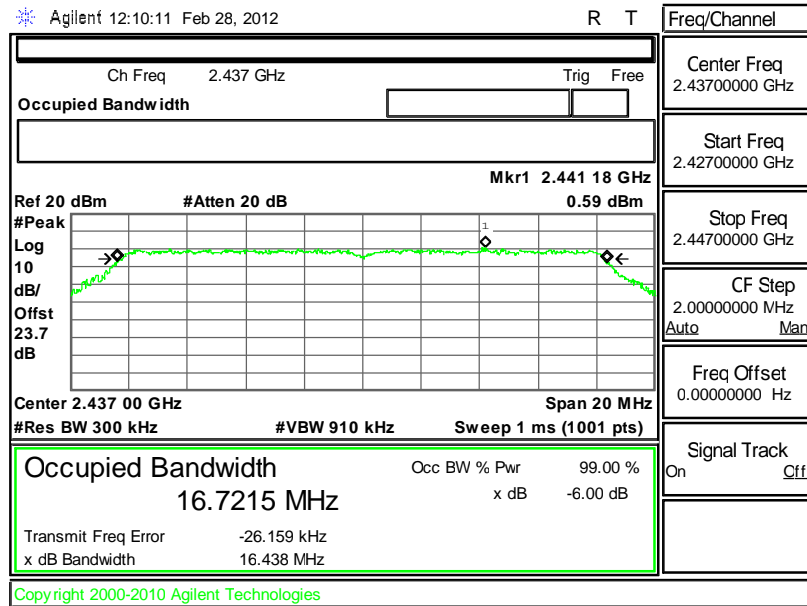 Agilent 12:10:11 Feb 28, 2012 R T
Freq/Channel
Ch Freq 2.437 GHz Trig Free
Occupied Bandwidth
Center Freq
2.43700000 GHz
Start Freq
2.42700000 GHz
Mkr1 2.441 18 GHz
Ref 20 dBm #Atten 20 dB 0.59 dBm
#Peak
Log
10
dB/
Offst
23.7
dB
1
Stop Freq
2.44700000 GHz
CF Step
2.00000000 MHz
Auto Man
Freq Offset
0.00000000 Hz
Center 2.437 00 GHz Span 20 MHz
#Res BW 300 kHz #VBW 910 kHz Sweep 1 ms (1001 pts)
Signal Track
On Off
Occupied Bandwidth
16.7215 MHz
Occ BW % Pwr 99.00 %
x dB -6.00 dB
Transmit Freq Error -26.159 kHz
x dB Bandwidth 16.438 MHz
Copyright 2000-2010 Agilent Technologies